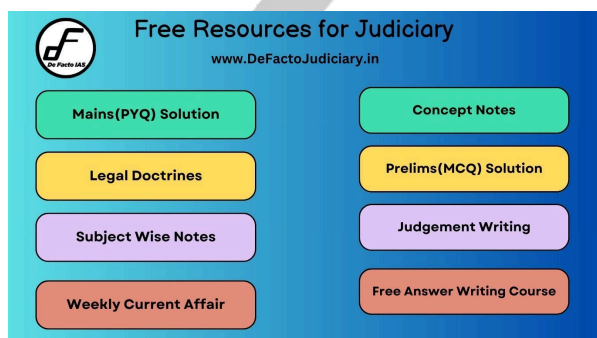 Free Resources for Judiciary
De Facto IAS
www.DeFactoJudiciary.in
Mains(PYQ) Solution
Concept Notes
Legal Doctrines
Prelims(MCQ) Solution
Subject Wise Notes
Judgement Writing
Weekly Current Affair
Free Answer Writing Course